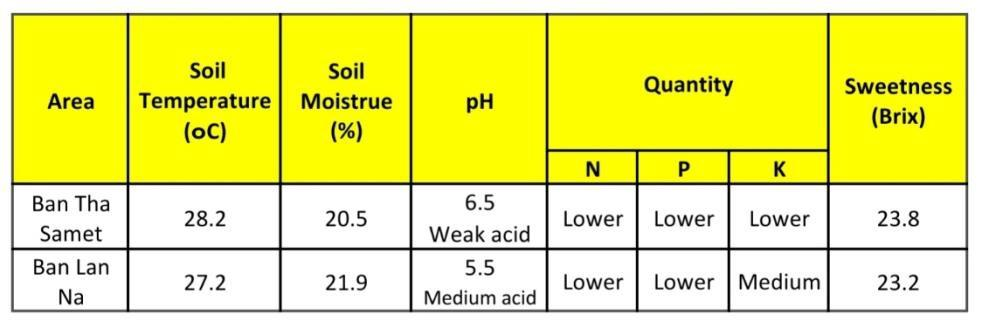 Area
Soil
Temperature
(oC)
Soil
Moistrue
(%)
pH
Quantity
Sweetness
(Brix)
N P K
Ban Tha
Samet
28.2
20.5
6.5
Weak acid
Lower
Lower
Lower
23.8
Ban Lan
Na
27.2
21.9
5.5
Medium acid
Lower
Lower
Medium
23.2